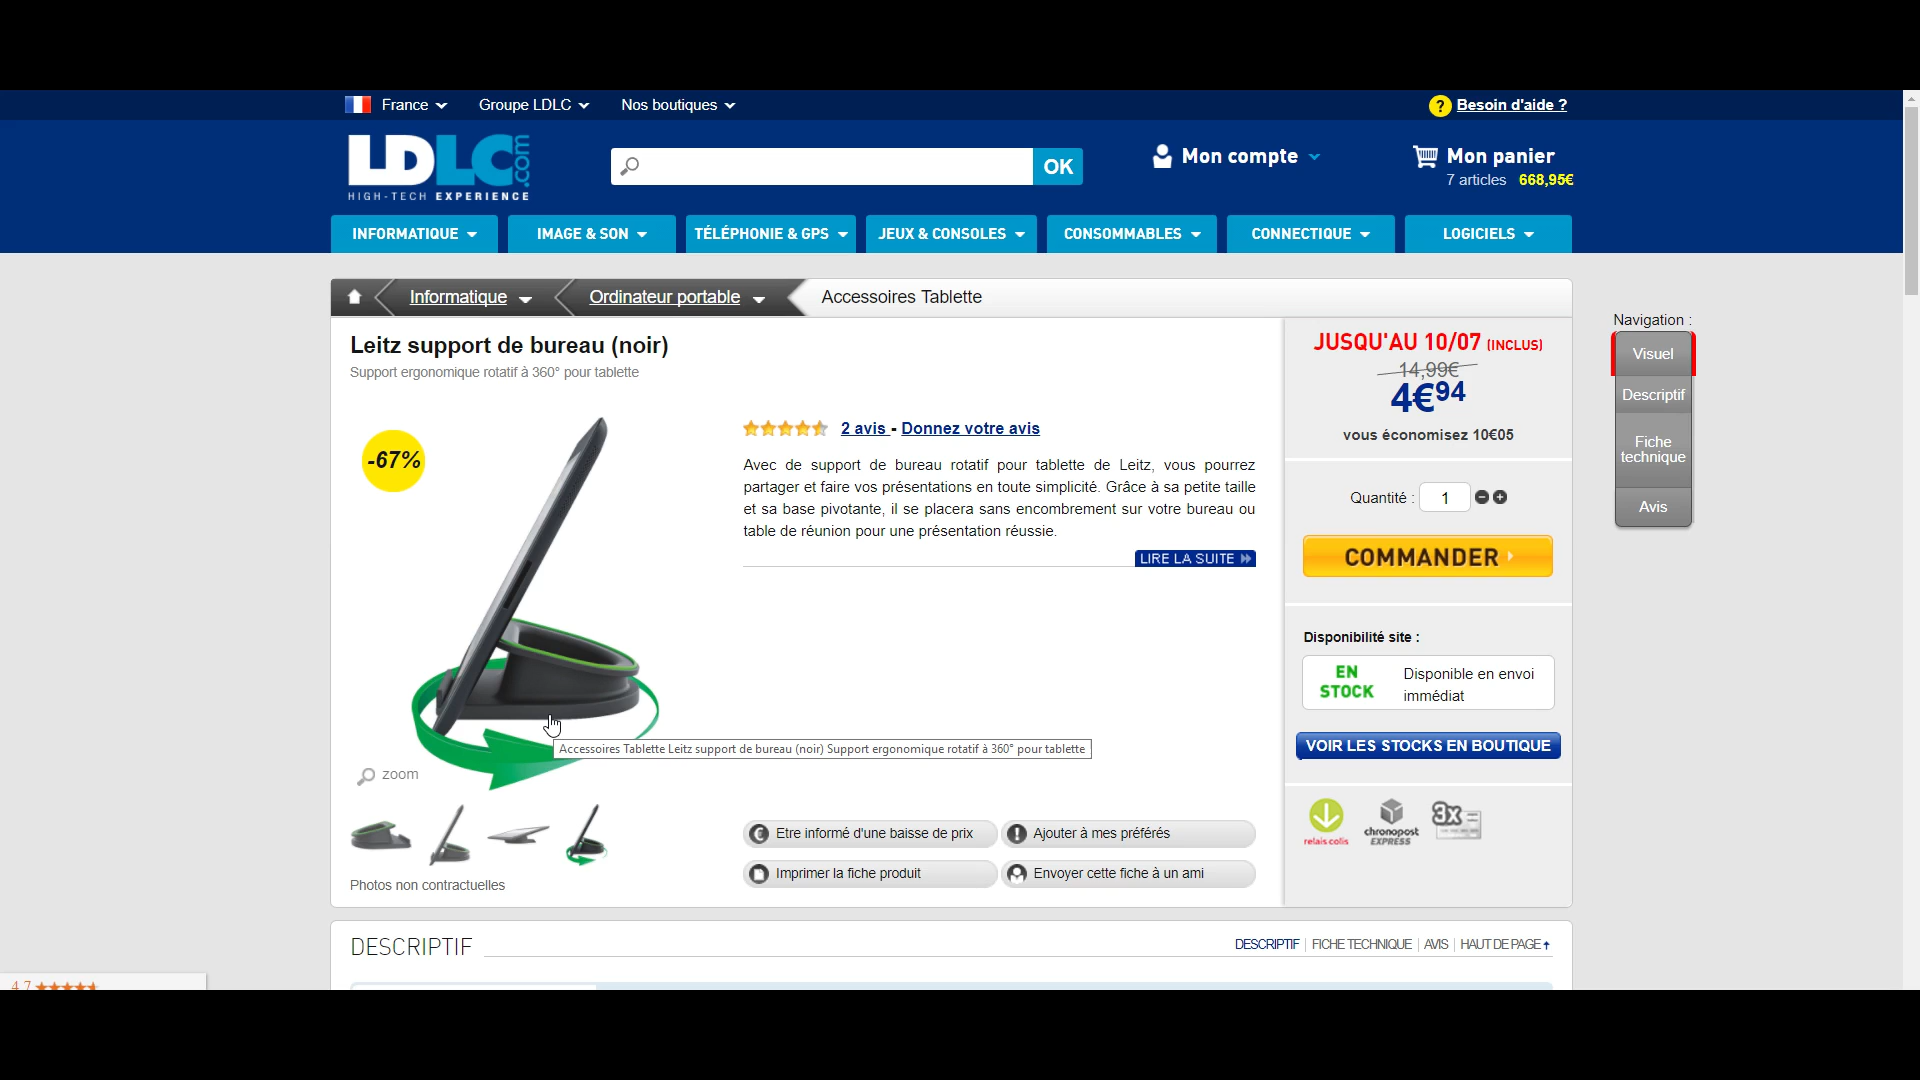 France
Groupe LDLC
Nos boutiques
? Besoin d'aide ?
LDLC.com
HIGH-TECH EXPERIENCE
OK
Mon compte
Mon panier
7 articles 668,95€
INFORMATIQUE
IMAGE & SON
TÉLÉPHONIE & GPS
JEUX & CONSOLES
CONSOMMABLES
CONNECTIQUE
LOGICIELS
Informatique
Ordinateur portable
Accessoires Tablette
Leitz support de bureau (noir)
Support ergonomique rotatif à 360° pour tablette
-67%
2 avis - Donnez votre avis
Avec de support de bureau rotatif pour tablette de Leitz, vous pourrez
partager et faire vos présentations en toute simplicité. Grâce à sa petite taille
et sa base pivotante, il se placera sans encombrement sur votre bureau ou
table de réunion pour une présentation réussie.
LIRE LA SUITE
Accessoires Tablette Leitz support de bureau (noir) Support ergonomique rotatif à 360° pour tablette
zoom
Photos non contractuelles
Etre informé d'une baisse de prix
Ajouter à mes préférés
Imprimer la fiche produit
Envoyer cette fiche à un ami
JUSQU'AU 10/07 (INCLUS)
14,99€
4€94
vous économisez 10€05
Quantité : 1
COMMANDER
Disponibilité site :
EN
STOCK
Disponible en envoi
immédiat
VOIR LES STOCKS EN BOUTIQUE
relais colis
chronopost
EXPRESS
3x
Navigation :
Visuel
Descriptif
Fiche
technique
Avis
DESCRIPTIF
DESCRIPTIF | FICHE TECHNIQUE | AVIS | HAUT DE PAGE
4.7